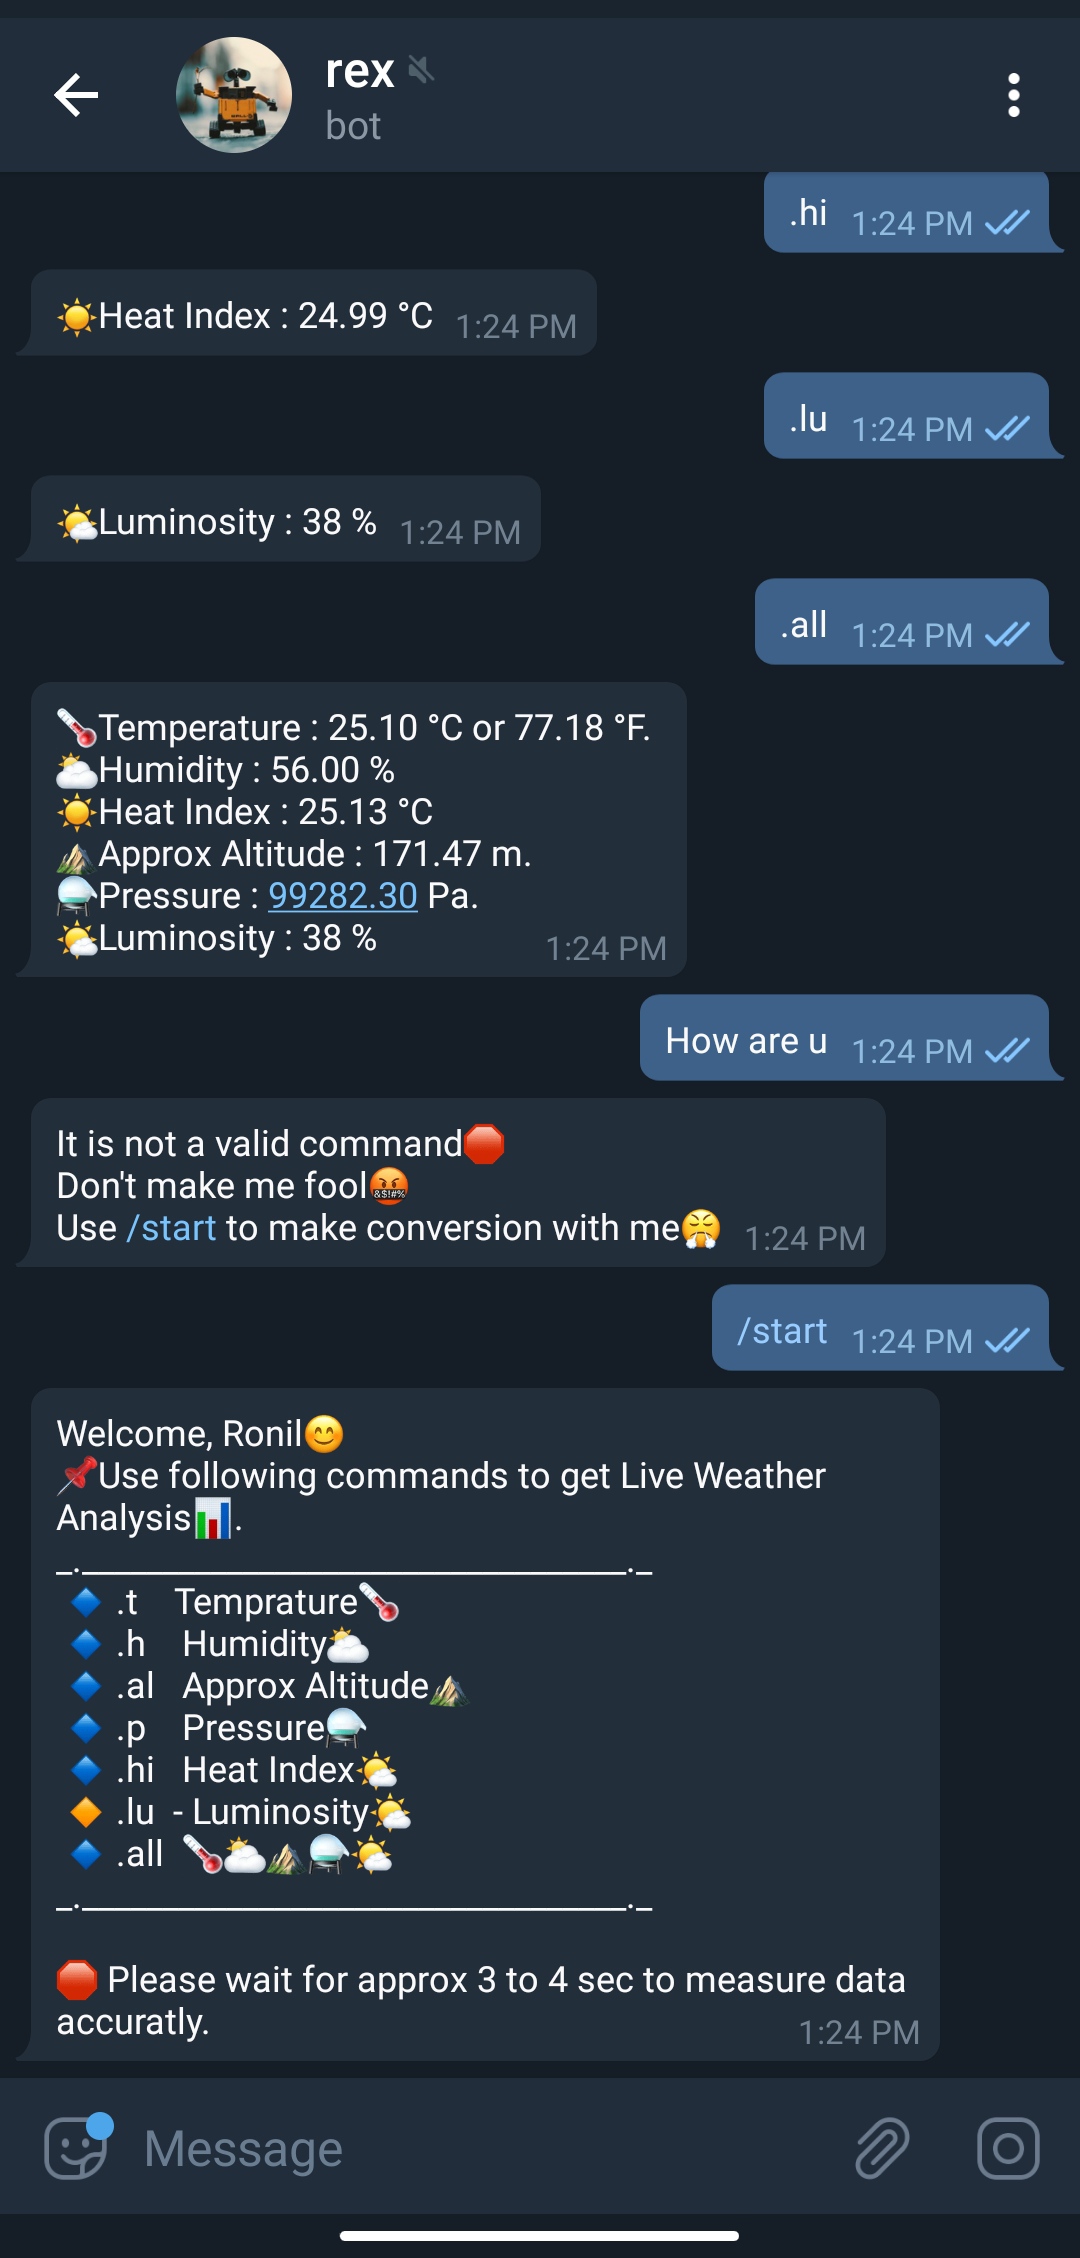 rex
bot
.hi 1:24 PM
☀️Heat Index : 24.99 °C 1:24 PM
.lu 1:24 PM
🌤️Luminosity : 38 % 1:24 PM
.all 1:24 PM
🌡️Temperature : 25.10 °C or 77.18 °F.
🌥️Humidity : 56.00 %
☀️Heat Index : 25.13 °C
⛰️Approx Altitude : 171.47 m.
⚗️Pressure : 99282.30 Pa.
🌤️Luminosity : 38 % 1:24 PM
How are u 1:24 PM
It is not a valid command🛑
Don't make me fool🤬
Use /start to make conversion with me😤 1:24 PM
/start 1:24 PM
Welcome, Ronil😊
📌Use following commands to get Live Weather
Analysis📊.
_.______________________________._
🔷 .t Temprature🌡️
🔷 .h Humidity🌥️
🔷 .al Approx Altitude⛰️
🔷 .p Pressure⚗️
🔷 .hi Heat Index🌤️
🔶 .lu - Luminosity🌤️
🔷 .all 🌡️🌥️⛰️⚗️🌤️
_.______________________________._
🛑 Please wait for approx 3 to 4 sec to measure data
accuratly. 1:24 PM
Message